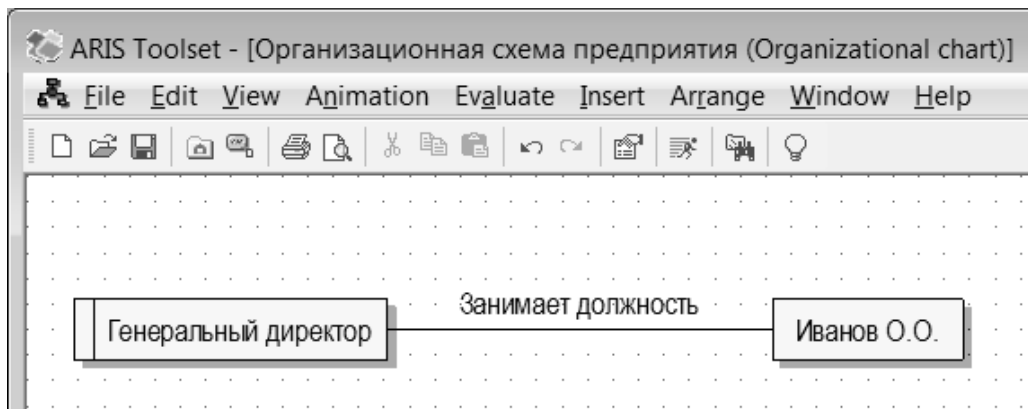 ARIS Toolset - [Организационная схема предприятия (Organizational chart)]
File Edit View Animation Evaluate Insert Arrange Window Help
Занимает должность
Генеральный директор
Иванов О.О.